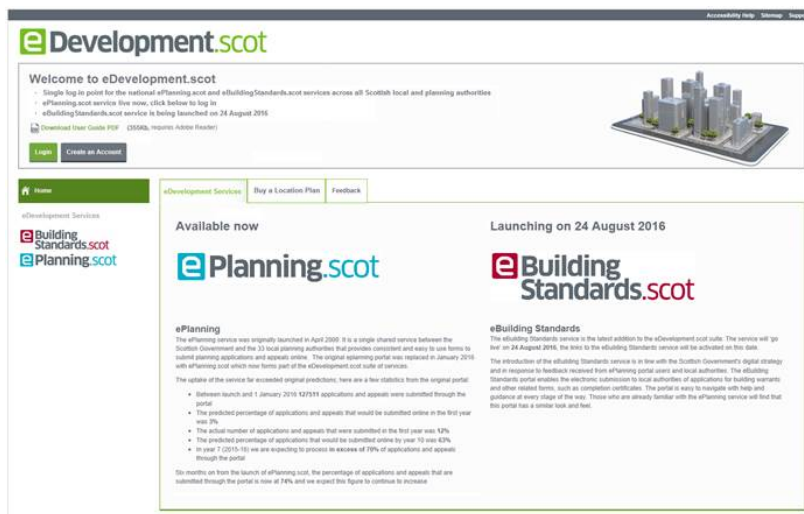 Accessibility Help Sitemap Suppo
eDevelopment.scot
Welcome to eDevelopment.scot
Single log in point for the national ePlanning.scot and eBuildingStandards.scot services across all Scottish local and planning authorities
ePlanning.scot service live now, click below to log in
eBuildingStandards.scot service is being launched on 24 August 2016
Download User Guide PDF (355Kb, requires Adobe Reader)
Login Create an Account
Home
eDevelopment Services Buy a Location Plan Feedback
eDevelopment Services
eBuilding
Standards.scot
ePlanning.scot
Available now
ePlanning.scot
ePlanning
The ePlanning service was originally launched in April 2009. It is a single shared service between the
Scottish Government and the 33 local planning authorities that provides consistent and easy to use forms to
submit planning applications and appeals online. The original eplanning portal was replaced in January 2016
with ePlanning.scot which now forms part of the eDevelopment.scot suite of services.
The uptake of the service far exceeded original predictions, here are a few statistics from the original portal:
Between launch and 1 January 2016 127511 applications and appeals were submitted through the
portal
The predicted percentage of applications and appeals that would be submitted online in the first year
was 3%
The actual number of applications and appeals that were submitted in the first year was 12%
The predicted percentage of applications that would be submitted online by year 10 was 63%
In year 7 (2015-16) we are expecting to process in excess of 70% of applications and appeals
through the portal
Six months on from the launch of ePlanning.scot, the percentage of applications and appeals that are
submitted through the portal is now at 74% and we expect this figure to continue to increase
Launching on 24 August 2016
eBuilding
Standards.scot
eBuilding Standards
The eBuilding Standards service is the latest addition to the eDevelopment.scot suite. The service will 'go
live' on 24 August 2016, the links to the eBuilding Standards service will be activated on this date.
The introduction of the eBuilding Standards service is in line with the Scottish Government's digital strategy
and in response to feedback received from ePlanning portal users and local authorities. The eBuilding
Standards portal enables the electronic submission to local authorities of applications for building warrants
and other related forms, such as completion certificates. The portal is easy to navigate with help and
guidance at every stage of the way. Those who are already familiar with the ePlanning service will find that
this portal has a similar look and feel.